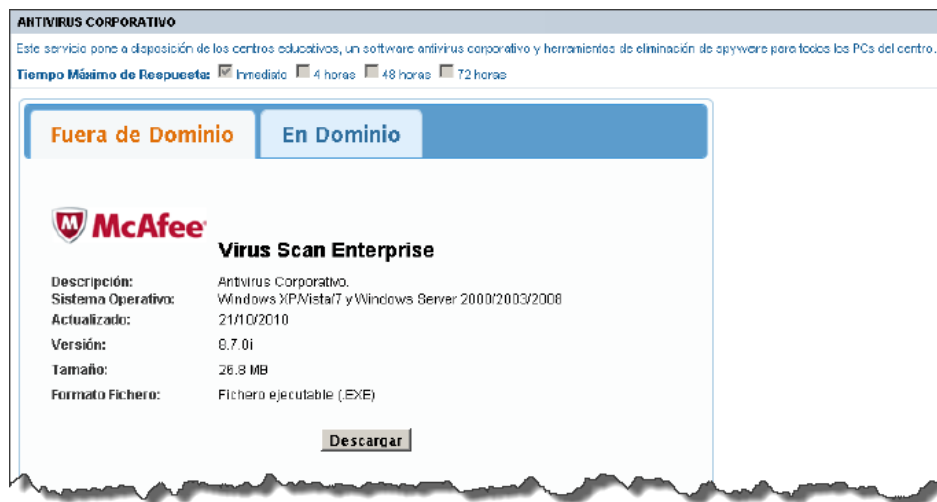 ANTIVIRUS CORPORATIVO
Este servicio pone a disposición de los centros educativos, un software antivirus corporativo y herramientas de eliminación de spyware para todos los PCs del centro.
Tiempo Máximo de Respuesta: Inmediato 4 horas 48 horas 72 horas
Fuera de Dominio En Dominio
McAfee
Virus Scan Enterprise
Descripción: Antivirus Corporativo.
Sistema Operativo: Windows XP/Vista/7 y Windows Server 2000/2003/2008
Actualizado: 21/10/2010
Versión: 8.7.0i
Tamaño: 26.8 MB
Formato Fichero: Fichero ejecutable (.EXE)
Descargar